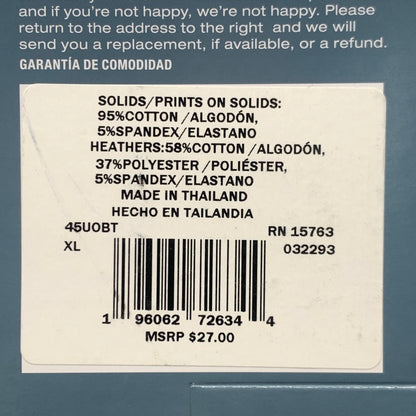 and if you're not happy, we're not happy. Please
return to the address to the right and we will
send you a replacement, if available, or a refund.
GARANTÍA DE COMODIDAD
SOLIDS/PRINTS ON SOLIDS:
95%COTTON/ALGODÓN,
5%SPANDEX/ELASTANO
HEATHERS:58%COTTON/ALGODÓN,
37%POLYESTER/POLIÉSTER,
5%SPANDEX/ELASTANO
MADE IN THAILAND
HECHO EN TAILANDIA
45UOBT RN 15763
XL 032293
1 96062 72634 4
MSRP $27.00